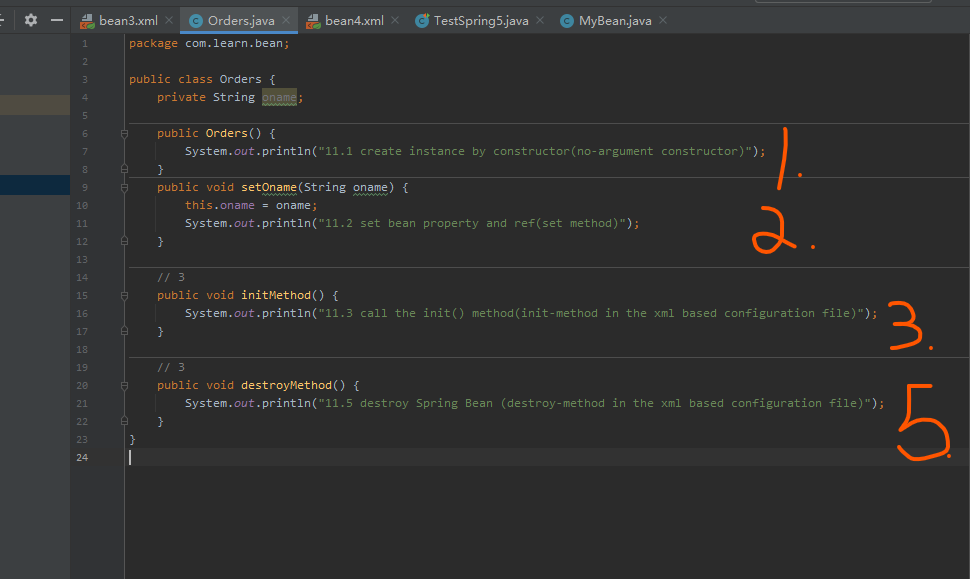 bean3.xml Orders.java bean4.xml TestSpring5.java MyBean.java
1 package com.learn.bean;
2
3 public class Orders {
4 private String oname;
5
6 public Orders() {
7 System.out.println("11.1 create instance by constructor(no-argument constructor)"); 1.
8 }
9 public void setOname(String oname) {
10 this.oname = oname;
11 System.out.println("11.2 set bean property and ref(set method)"); 2.
12 }
13
14 // 3
15 public void initMethod() {
16 System.out.println("11.3 call the init() method(init-method in the xml based configuration file)"); 3.
17 }
18
19 // 3
20 public void destroyMethod() {
21 System.out.println("11.5 destroy Spring Bean (destroy-method in the xml based configuration file)"); 5.
22 }
23 }
24